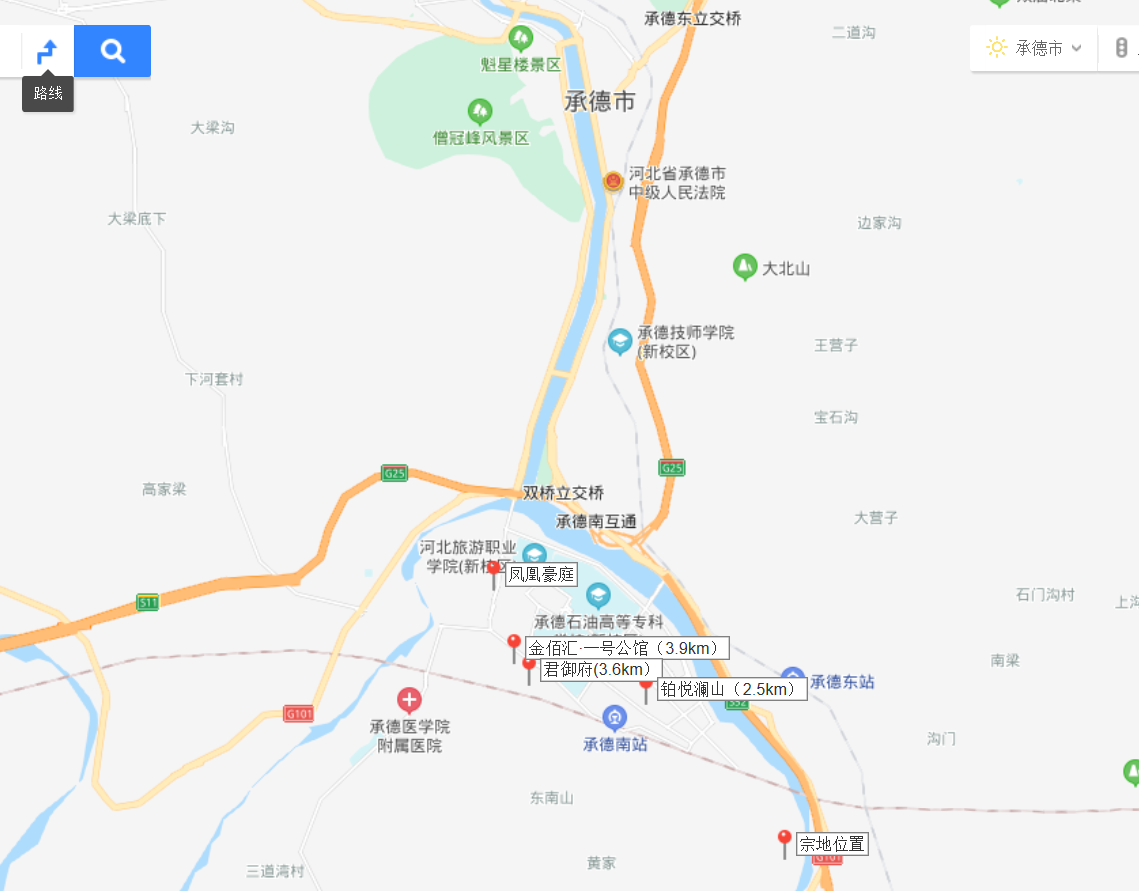 承德东立交桥
二道沟
承德市
魁星楼景区
路线
承德市
大梁沟
僧冠峰风景区
河北省承德市
中级人民法院
大梁底下
边家沟
大北山
承德技师学院
(新校区)
王营子
下河套村
宝石沟
G25
G25
高家梁
双桥立交桥
大营子
承德南互通
河北旅游职业
学院(新校区)
凤凰豪庭
S11
石门沟村
承德石油高等专科
金佰汇·一号公馆（3.9km）
君御府(3.6km）
南梁
承德东站
铂悦澜山（2.5km）
S52
G101
承德医学院
附属医院
承德南站
沟门
东南山
宗地位置
G101
黄家
三道湾村